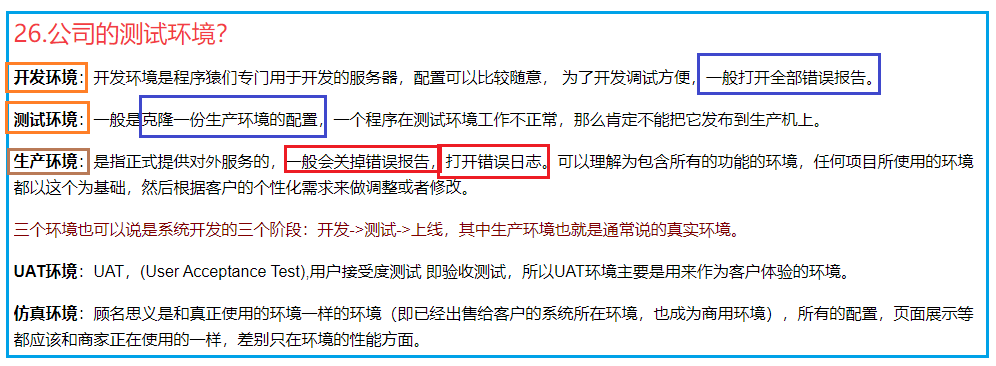 26.公司的测试环境?
开发环境：开发环境是程序猿们专门用于开发的服务器，配置可以比较随意， 为了开发调试方便，一般打开全部错误报告。
测试环境：一般是克隆一份生产环境的配置，一个程序在测试环境工作不正常，那么肯定不能把它发布到生产机上。
生产环境：是指正式提供对外服务的，一般会关掉错误报告，打开错误日志。可以理解为包含所有的功能的环境，任何项目所使用的环境
都以这个为基础，然后根据客户的个性化需求来做调整或者修改。
三个环境也可以说是系统开发的三个阶段：开发->测试->上线，其中生产环境也就是通常说的真实环境。
UAT环境：UAT，(User Acceptance Test),用户接受度测试 即验收测试，所以UAT环境主要是用来作为客户体验的环境。
仿真环境：顾名思义是和真正使用的环境一样的环境（即已经出售给客户的系统所在环境，也成为商用环境），所有的配置，页面展示等
都应该和商家正在使用的一样，差别只在环境的性能方面。